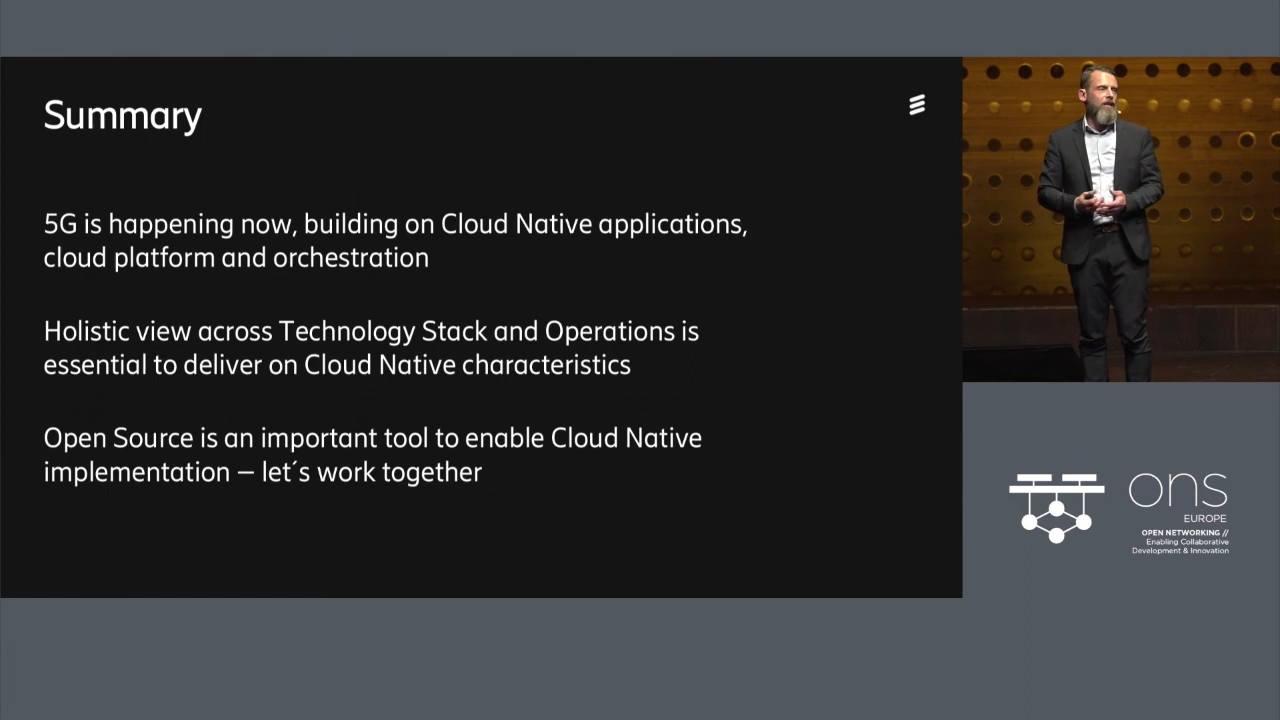 Summary
5G is happening now, building on Cloud Native applications,
cloud platform and orchestration
Holistic view across Technology Stack and Operations is
essential to deliver on Cloud Native characteristics
Open Source is an important tool to enable Cloud Native
implementation – let´s work together
ons
EUROPE
OPEN NETWORKING //
Enabling Collaborative
Development & Innovation